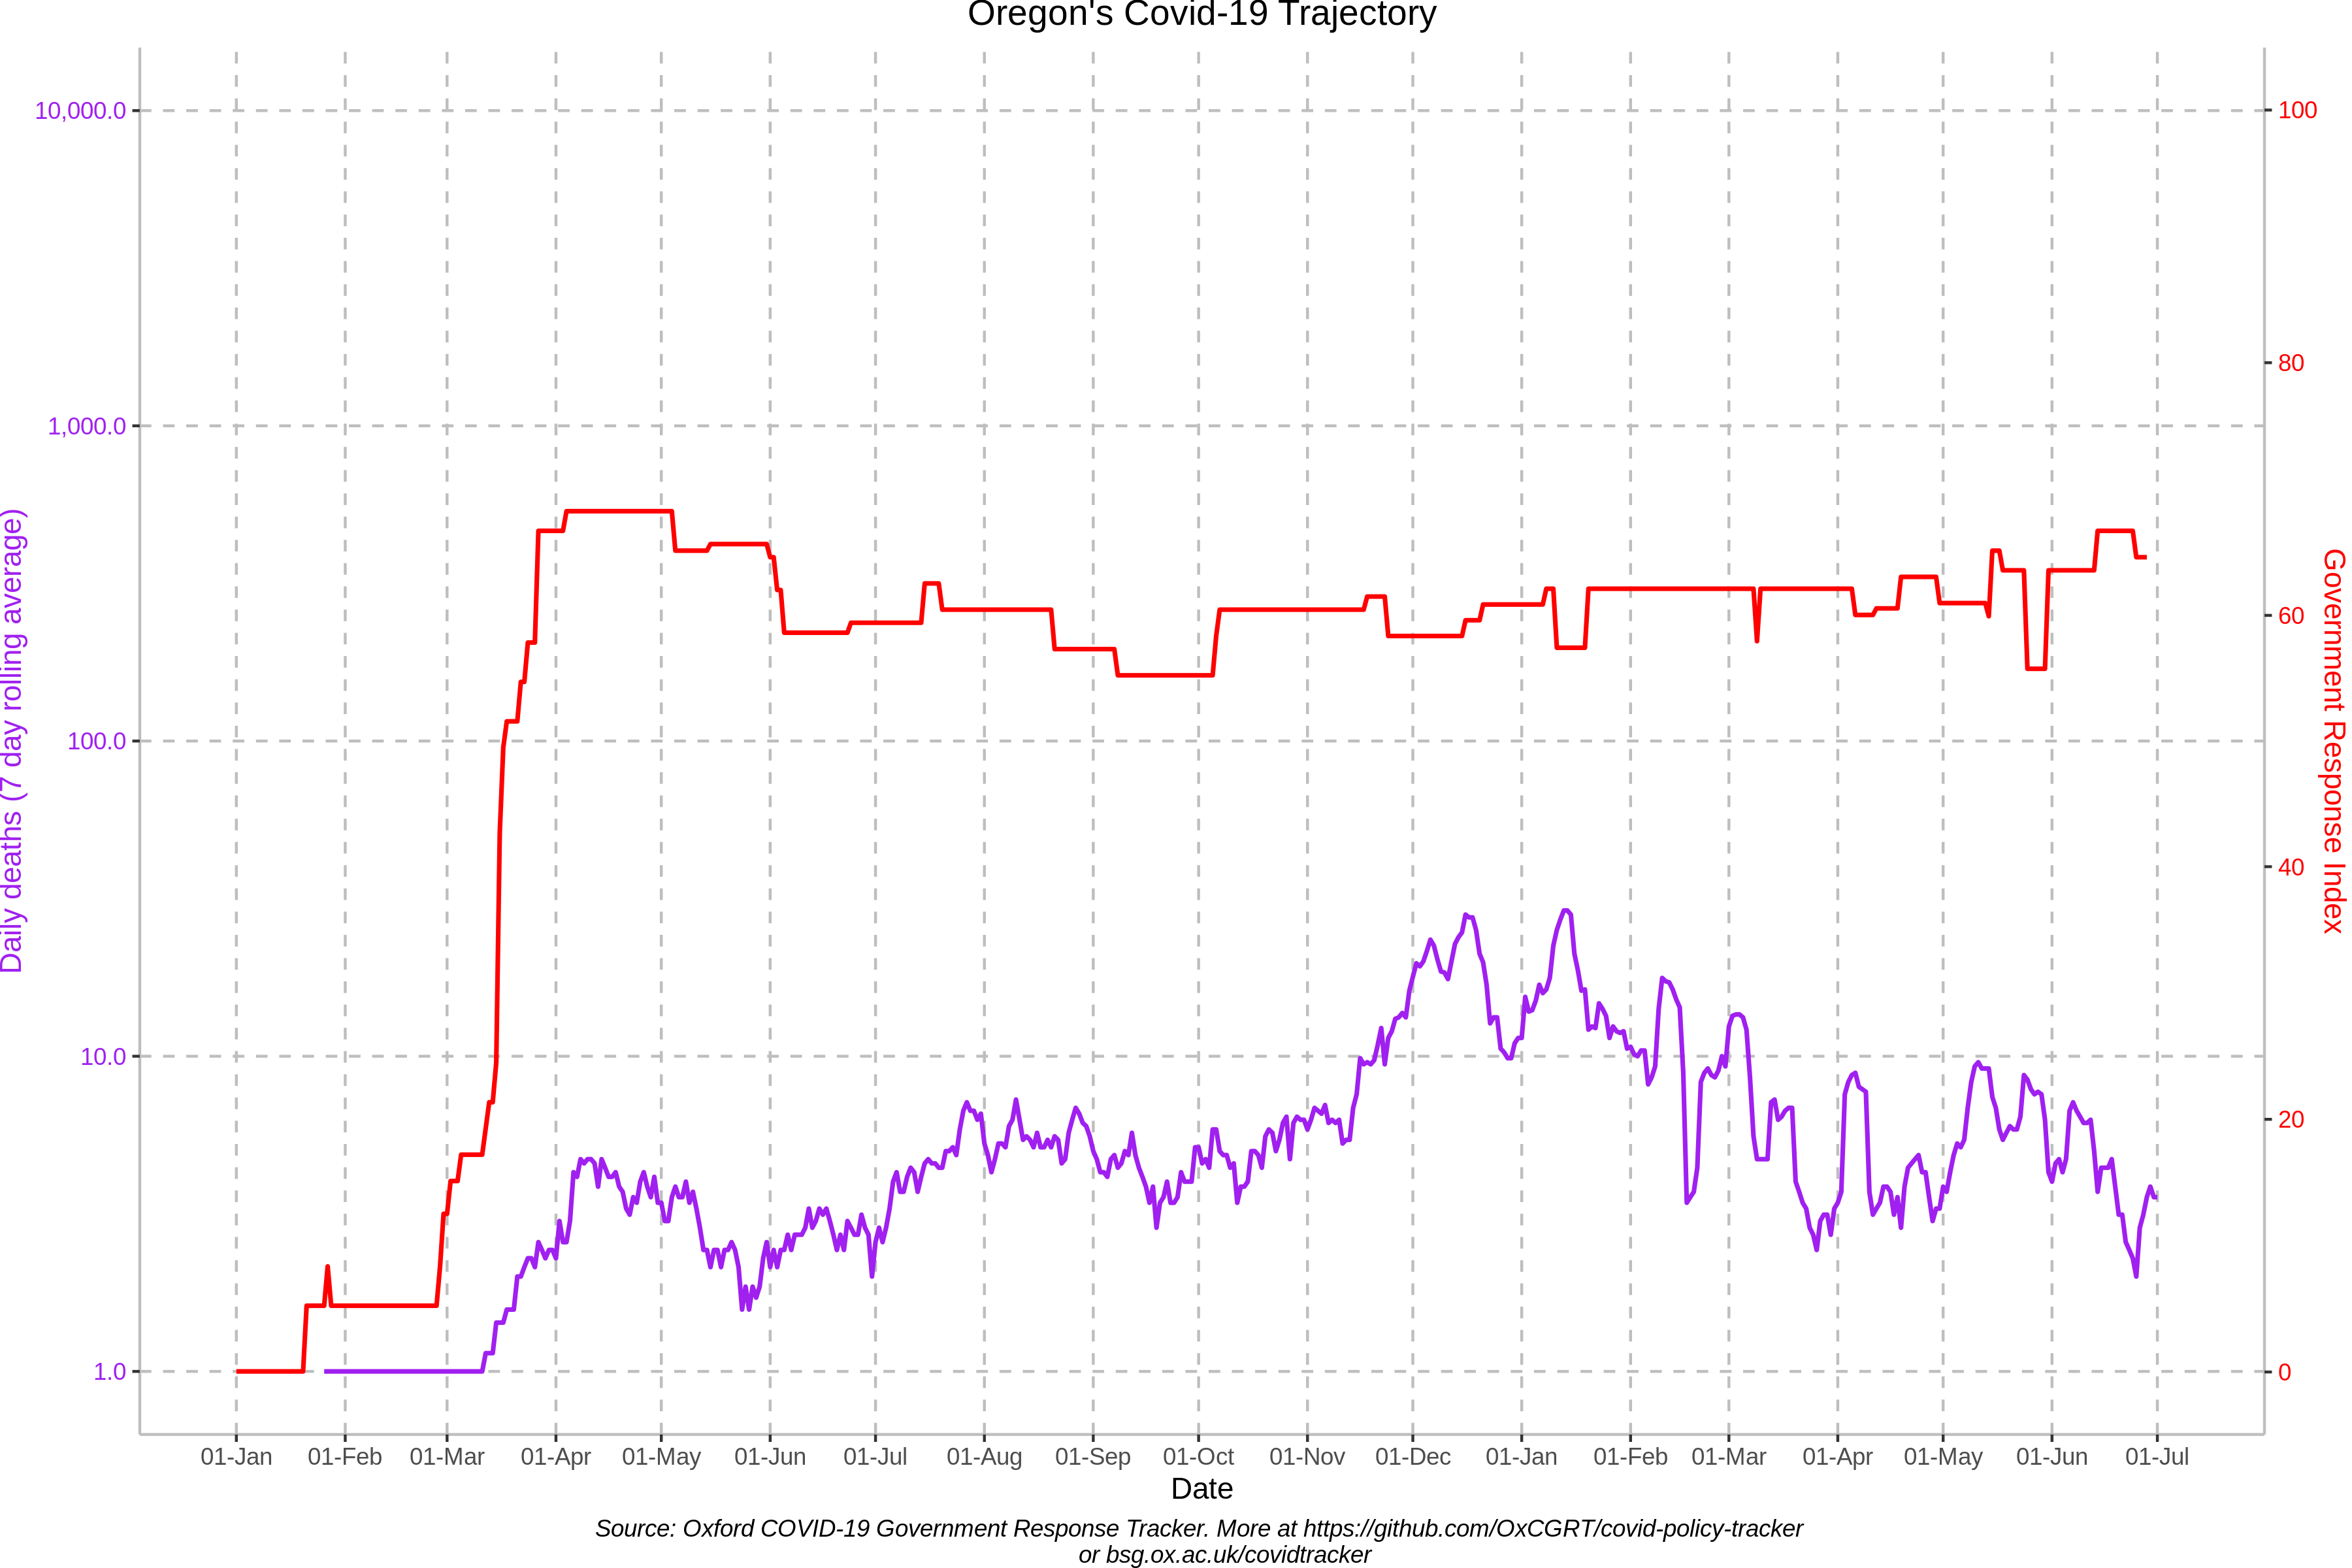 Oregon's Covid-19 Trajectory
10,000.0
1,000.0
100.0
10.0
1.0
Daily deaths (7 day rolling average)
100
80
60
40
20
0
Government Response Index
01-Jan
01-Feb
01-Mar
01-Apr
01-May
01-Jun
01-Jul
01-Aug
01-Sep
01-Oct
01-Nov
01-Dec
01-Jan
01-Feb
01-Mar
01-Apr
01-May
01-Jun
01-Jul
Date
Source: Oxford COVID-19 Government Response Tracker. More at https://github.com/OxCGRT/covid-policy-tracker
or bsg.ox.ac.uk/covidtracker